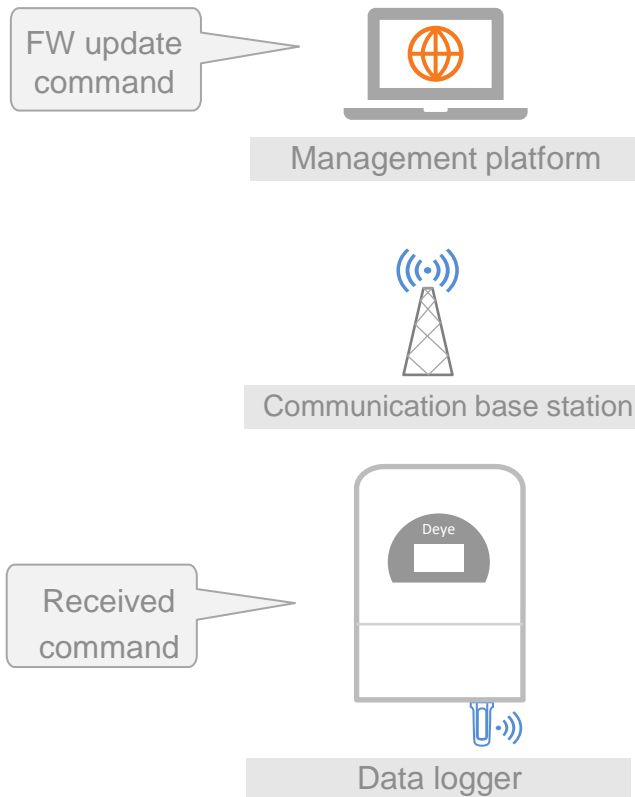 FW update
command
Management platform
Communication base station
Deye
Received
command
Data logger